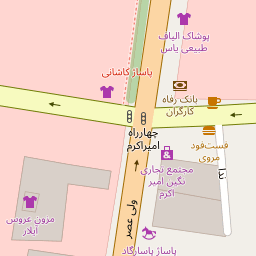 پوشاک الیاف
طبیعی یاس
پاساژ کاشانی
بانک رفاه
کارگران
چهارراه
امیراکرم
فست‌فود
مروی
مجتمع تجاری
نگین امیر
اکرم
مزون عروس
آیلار
ولی عصر
پاساژ پاسارگاد